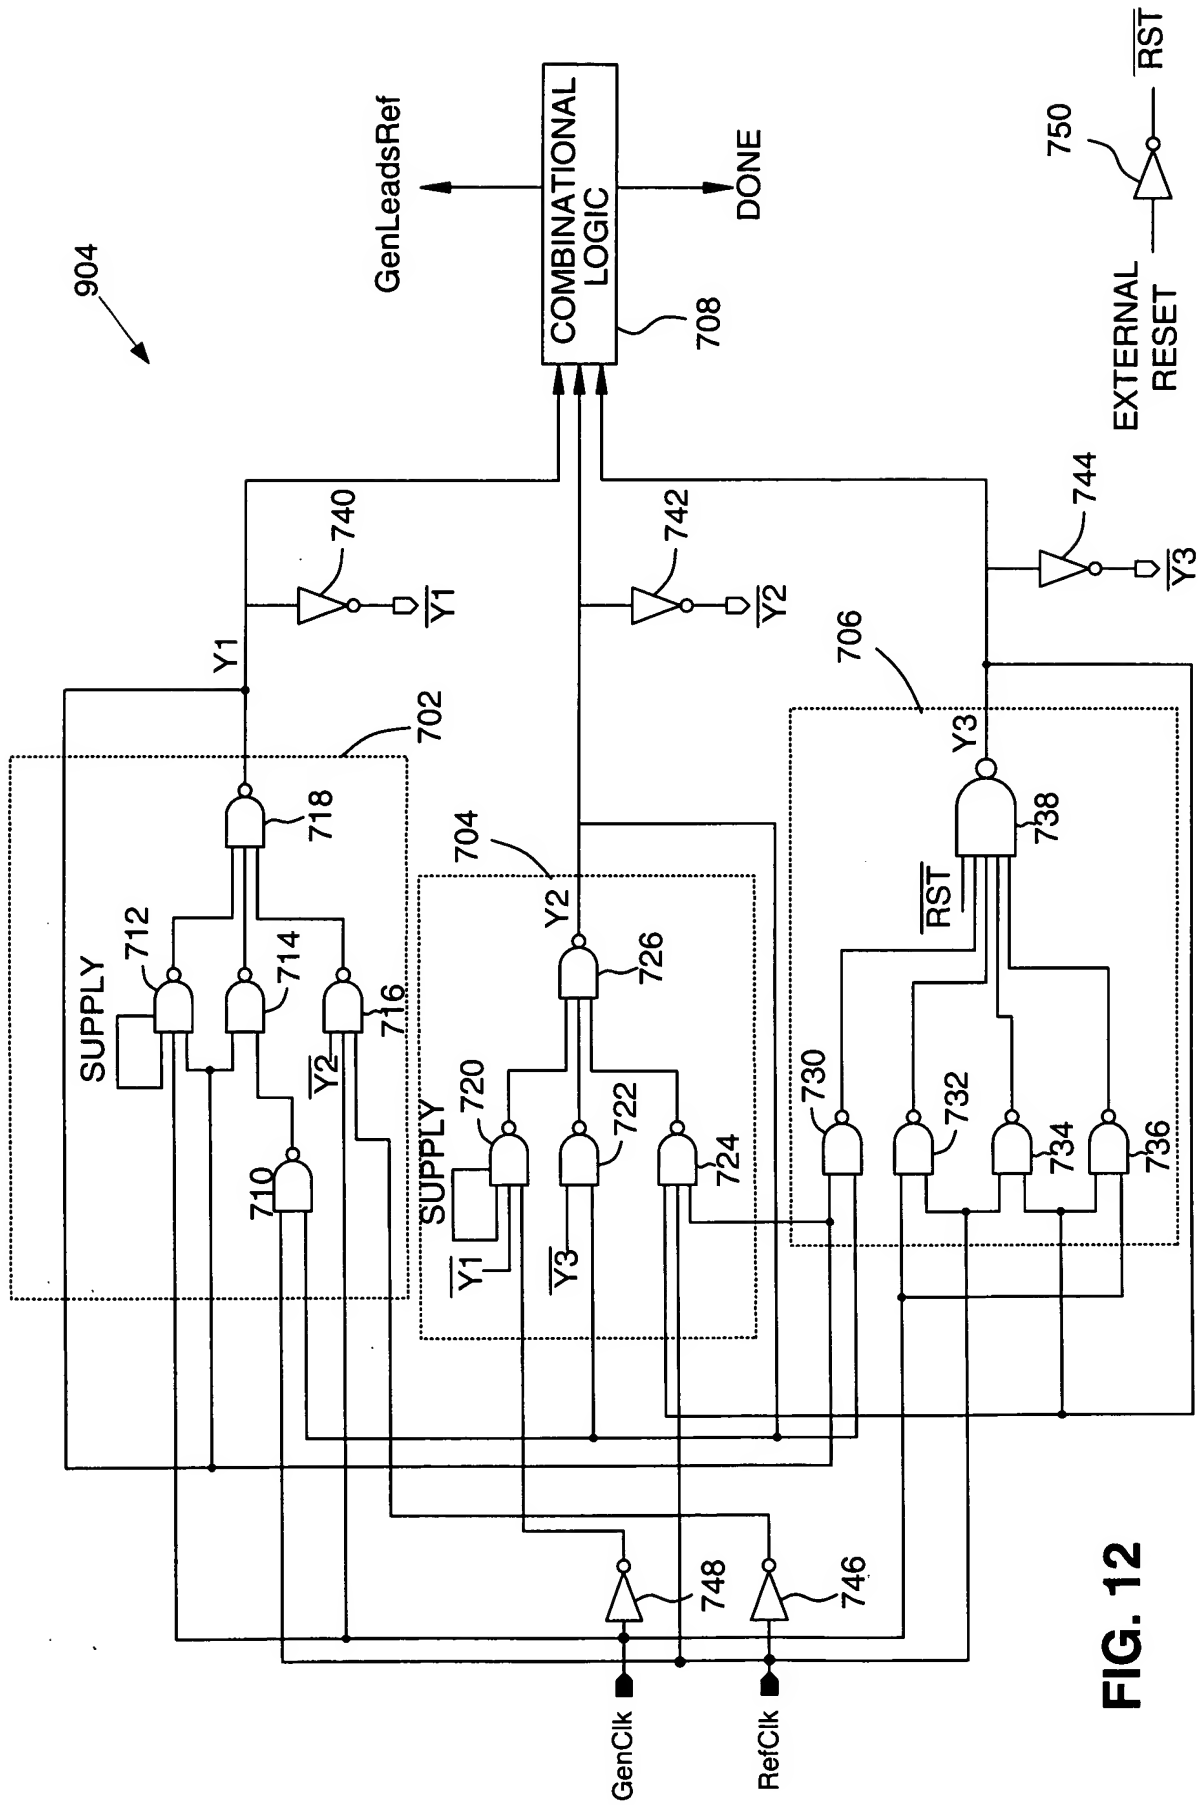 904
GenLeadsRef
COMBINATIONAL
LOGIC
708
DONE
750
RST
EXTERNAL
RESET
Y1
740
Y1
742
Y2
744
Y3
702
SUPPLY
712
714
718
Y2
716
710
704
SUPPLY
720
Y2
726
Y1
722
Y3
724
706
Y3
738
RST
730
732
734
736
GenClk
748
RefClk
746
FIG. 12